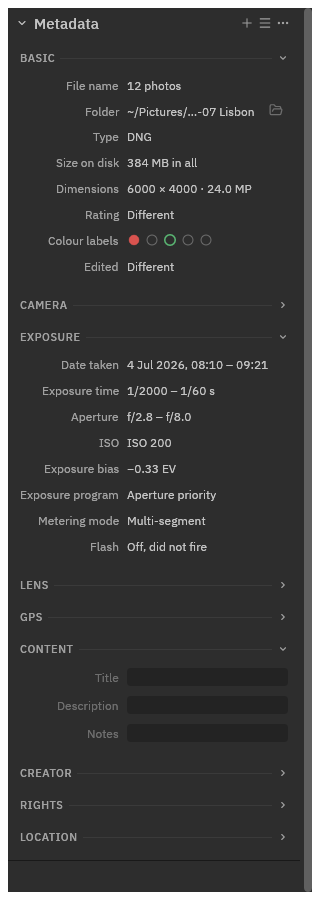 Metadata
BASIC
File name 12 photos
Folder ~/Pictures/...-07 Lisbon
Type DNG
Size on disk 384 MB in all
Dimensions 6000 × 4000 · 24.0 MP
Rating Different
Colour labels
Edited Different
CAMERA
EXPOSURE
Date taken 4 Jul 2026, 08:10 – 09:21
Exposure time 1/2000 – 1/60 s
Aperture f/2.8 – f/8.0
ISO ISO 200
Exposure bias −0.33 EV
Exposure program Aperture priority
Metering mode Multi-segment
Flash Off, did not fire
LENS
GPS
CONTENT
Title
Description
Notes
CREATOR
RIGHTS
LOCATION